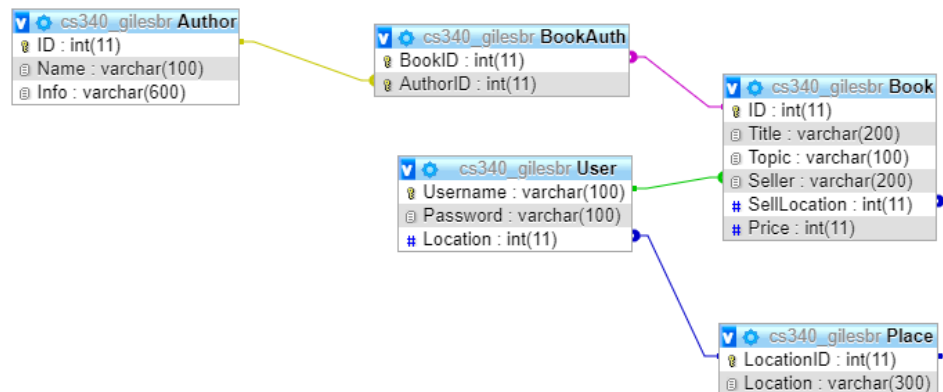 cs340_gilesbr Author
ID : int(11)
Name : varchar(100)
Info : varchar(600)
cs340_gilesbr BookAuth
BookID : int(11)
AuthorID : int(11)
cs340_gilesbr Book
ID : int(11)
Title : varchar(200)
Topic : varchar(100)
Seller : varchar(200)
# SellLocation : int(11)
# Price : int(11)
cs340_gilesbr User
Username : varchar(100)
Password : varchar(100)
# Location : int(11)
cs340_gilesbr Place
LocationID : int(11)
Location : varchar(300)